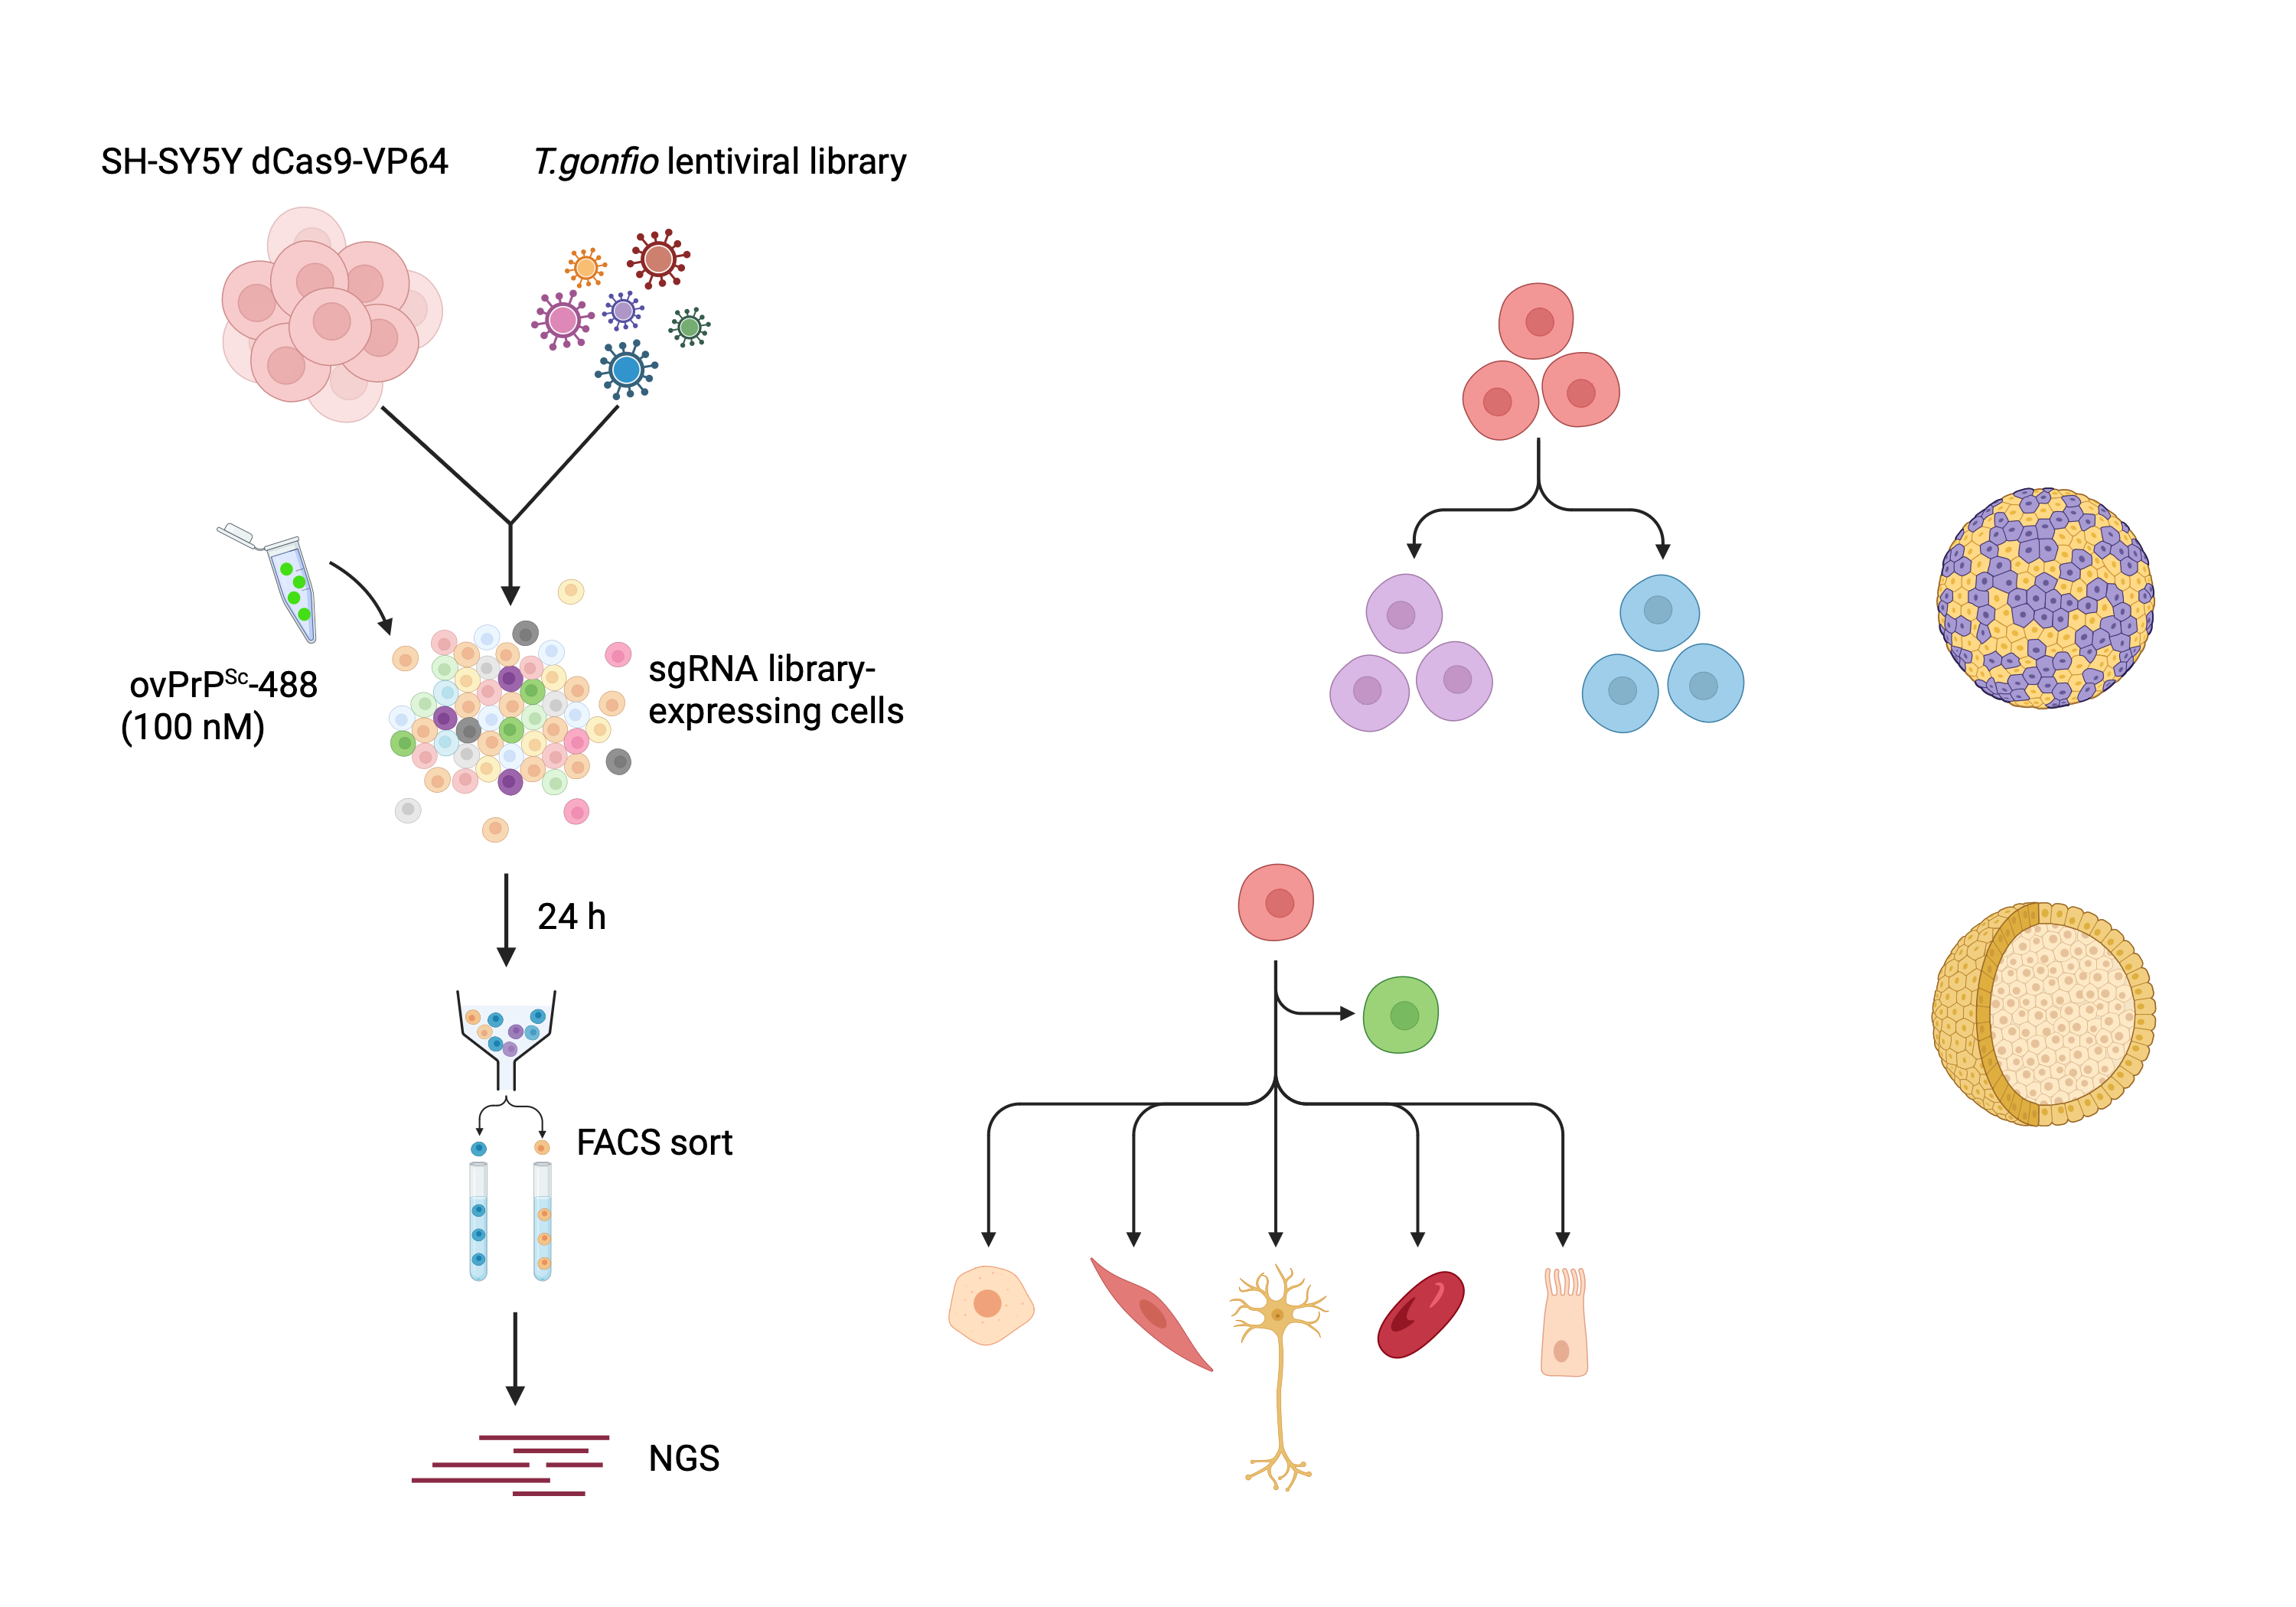 SH-SY5Y dCas9-VP64
T.gonfio lentiviral library
ovPrPSc-488
(100 nM)
sgRNA library-
expressing cells
24 h
FACS sort
NGS